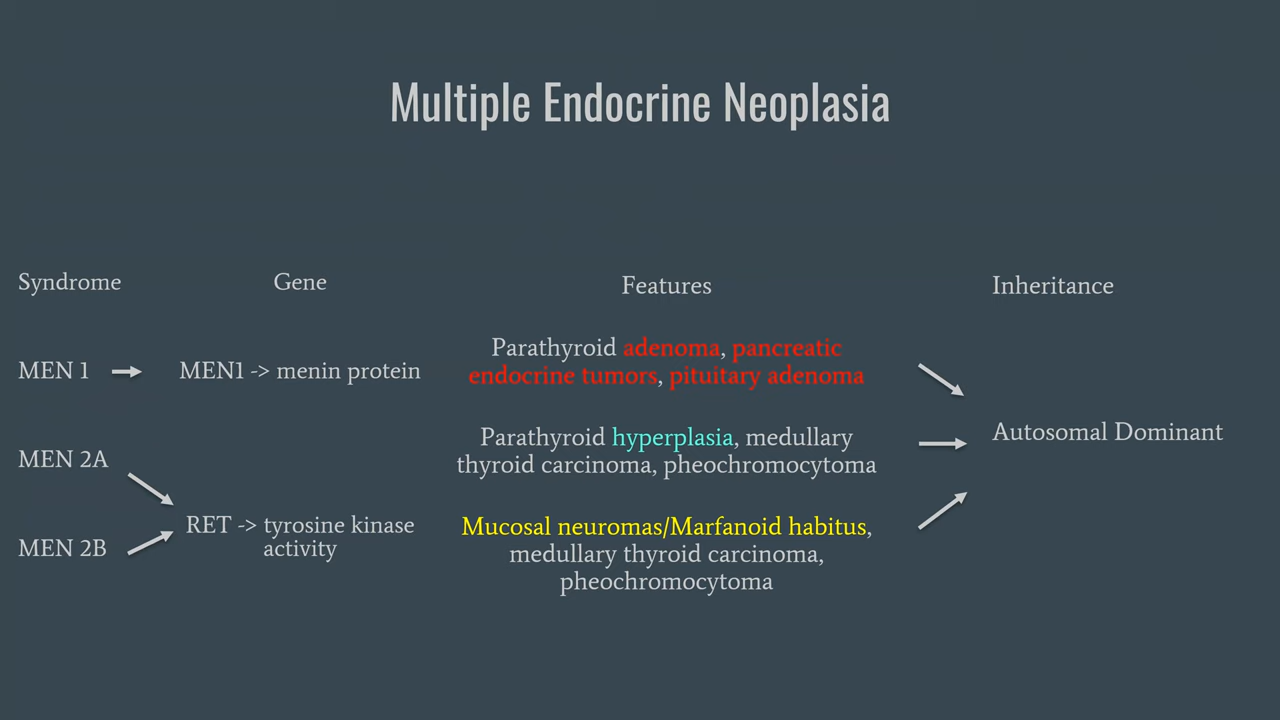 Multiple Endocrine Neoplasia
Syndrome
Gene
Features
Inheritance
MEN 1
MEN1 -> menin protein
Parathyroid adenoma, pancreatic
endocrine tumors, pituitary adenoma
MEN 2A
Parathyroid hyperplasia, medullary
thyroid carcinoma, pheochromocytoma
Autosomal Dominant
MEN 2B
RET -> tyrosine kinase
activity
Mucosal neuromas/Marfanoid habitus,
medullary thyroid carcinoma,
pheochromocytoma